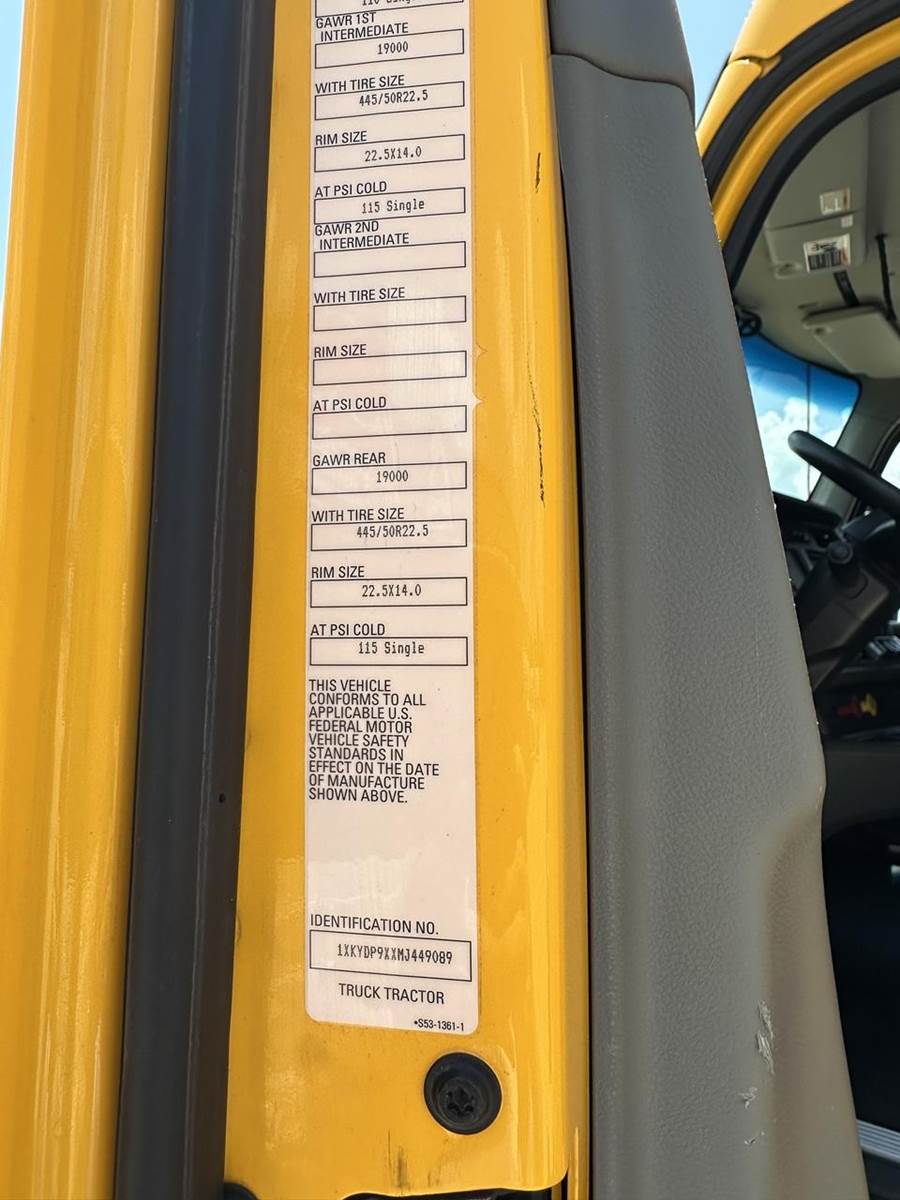 GAWR 1ST
INTERMEDIATE
19000
WITH TIRE SIZE
445/50R22.5
RIM SIZE
22.5X14.0
AT PSI COLD
115 Single
GAWR 2ND
INTERMEDIATE
WITH TIRE SIZE
RIM SIZE
AT PSI COLD
GAWR REAR
19000
WITH TIRE SIZE
445/50R22.5
RIM SIZE
22.5X14.0
AT PSI COLD
115 Single
THIS VEHICLE
CONFORMS TO ALL
APPLICABLE U.S.
FEDERAL MOTOR
VEHICLE SAFETY
STANDARDS IN
EFFECT ON THE DATE
OF MANUFACTURE
SHOWN ABOVE.
IDENTIFICATION NO.
1XKYDP9XXMJ449089
TRUCK TRACTOR
•S53-1361-1